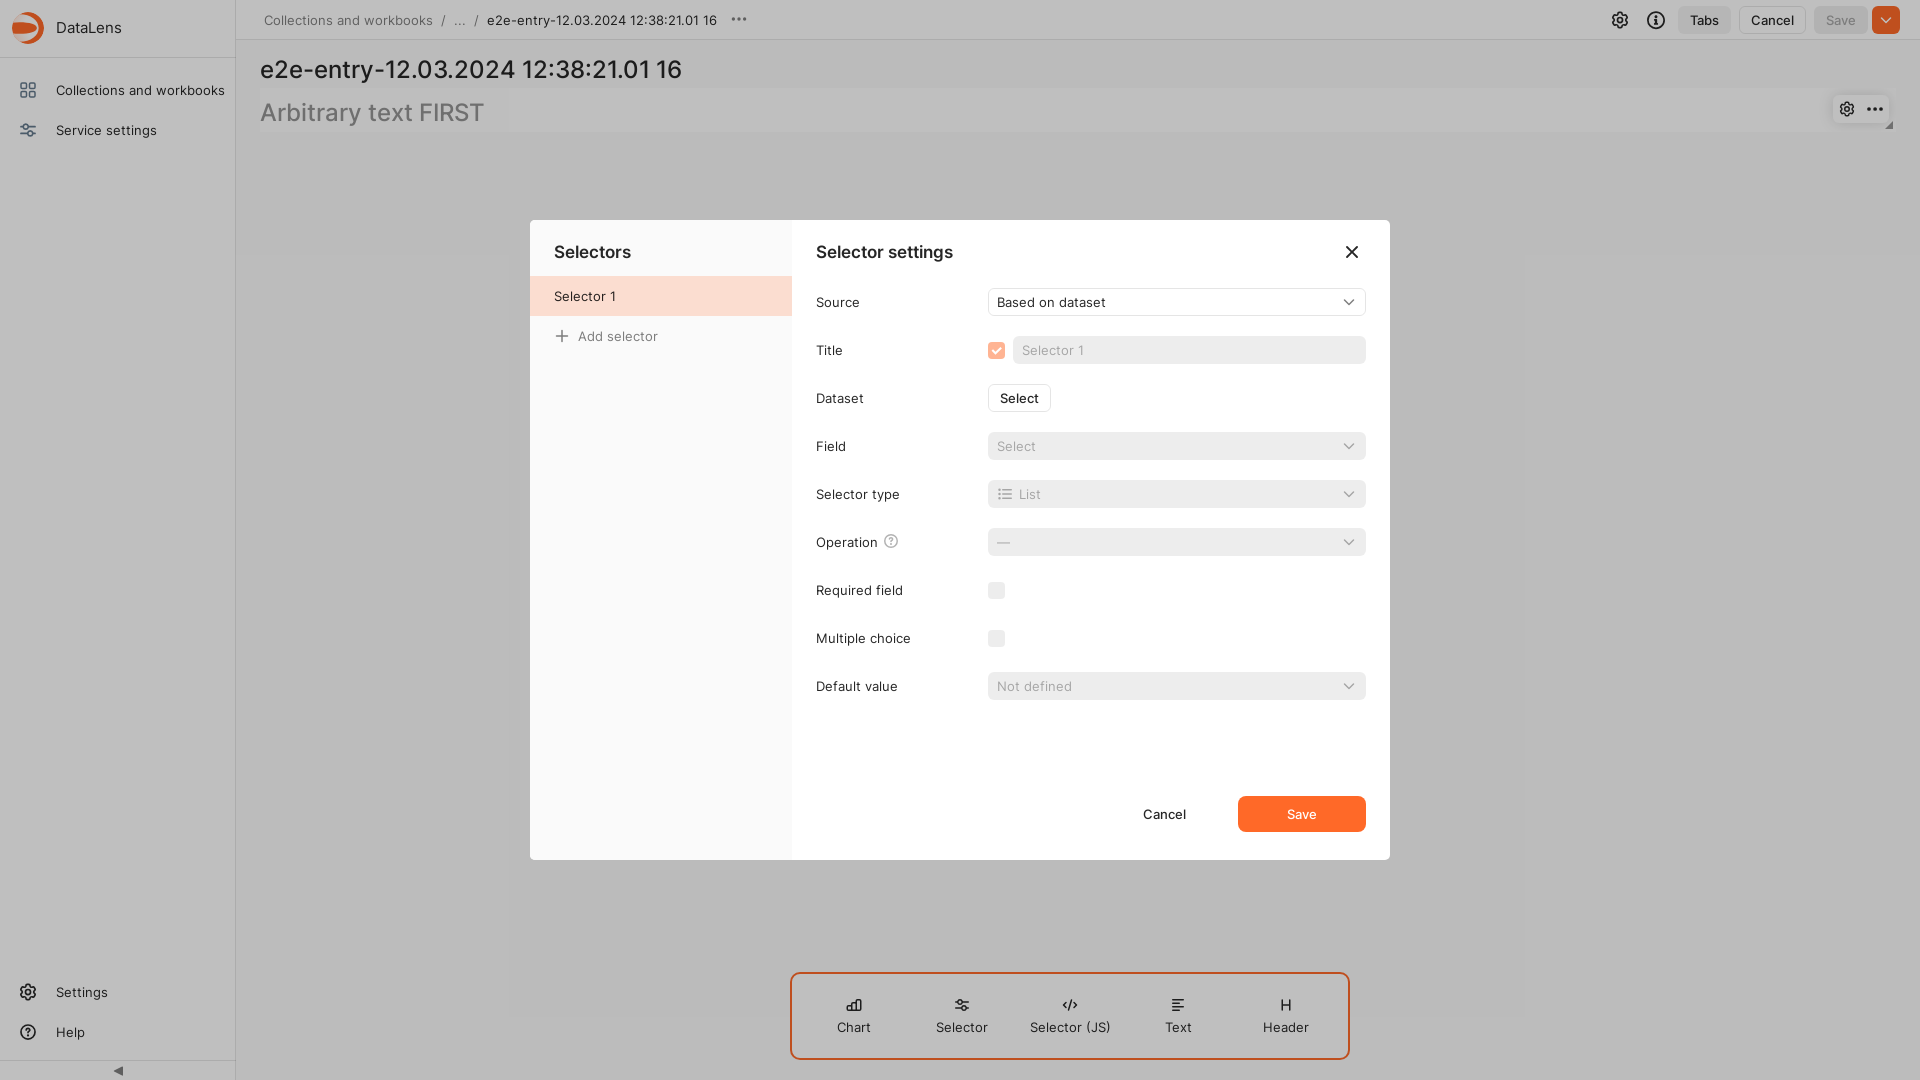 DataLens
Collections and workbooks / ... / e2e-entry-12.03.2024 12:38:21.01 16
Tabs
Cancel
Save
Collections and workbooks
Service settings
e2e-entry-12.03.2024 12:38:21.01 16
Arbitrary text FIRST
Selectors
Selector 1
Add selector
Selector settings
Source
Based on dataset
Title
Selector 1
Dataset
Select
Field
Select
Selector type
List
Operation
—
Required field
Multiple choice
Default value
Not defined
Cancel
Save
Chart
Selector
Selector (JS)
Text
Header
Settings
Help